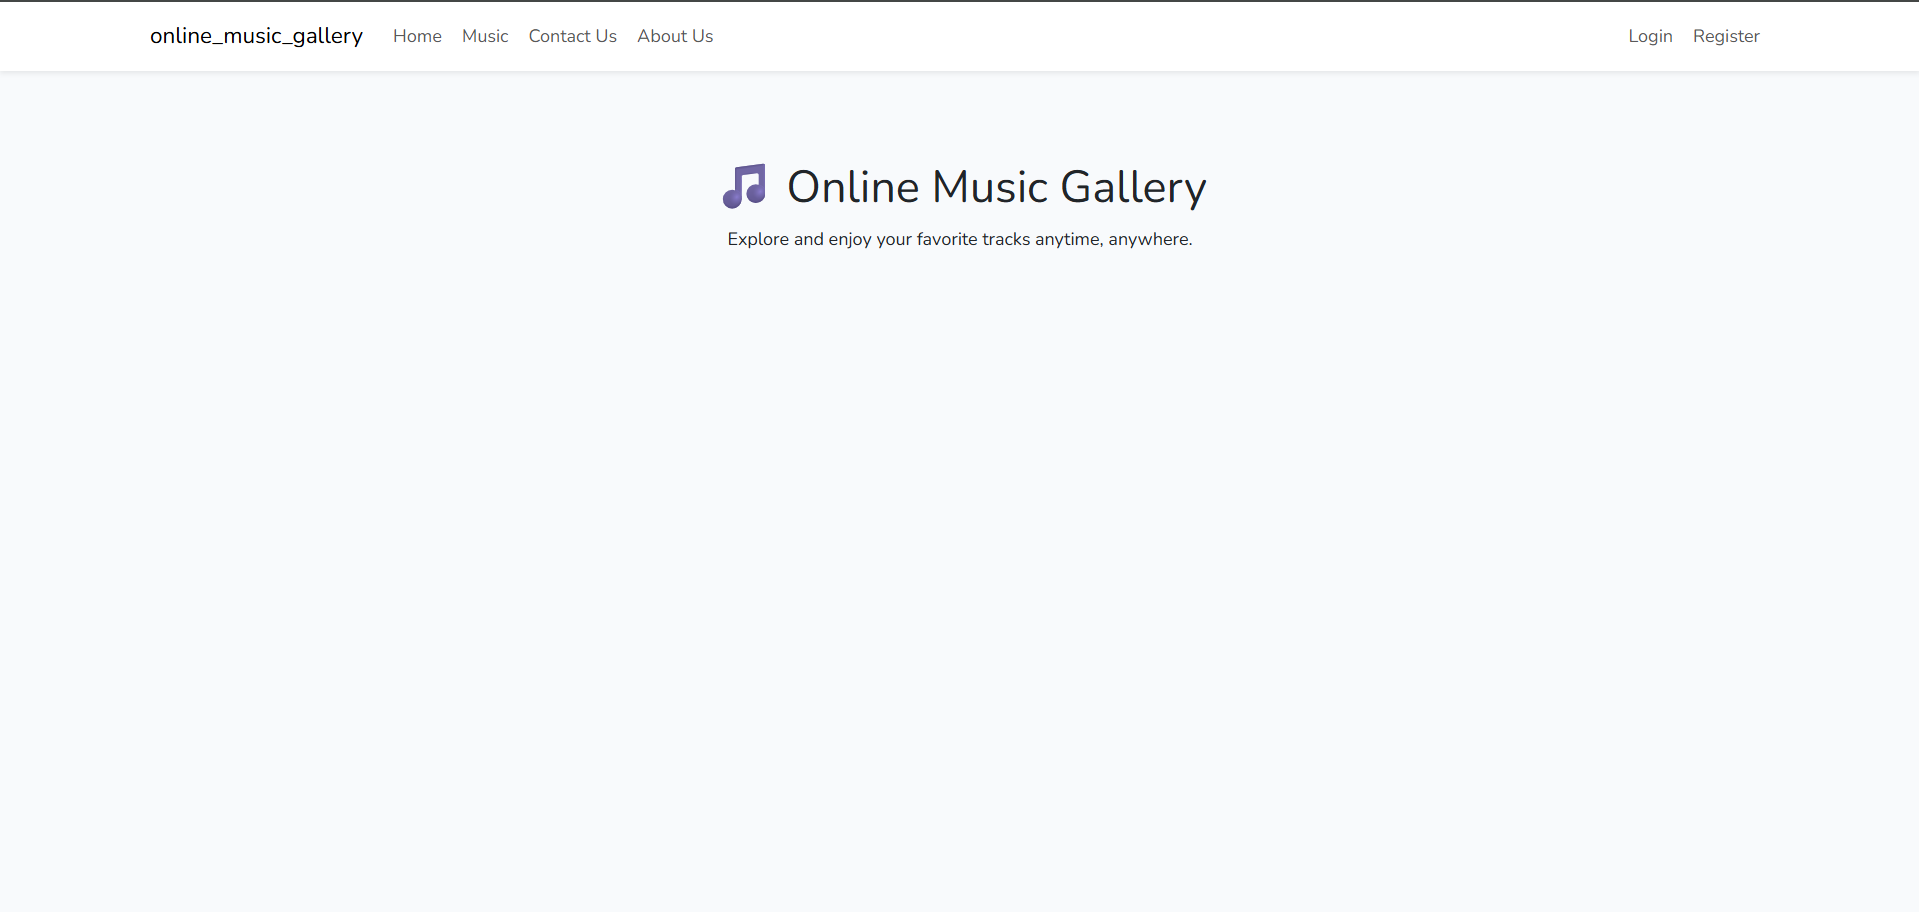 online_music_gallery Home Music Contact Us About Us Login Register
Online Music Gallery
Explore and enjoy your favorite tracks anytime, anywhere.